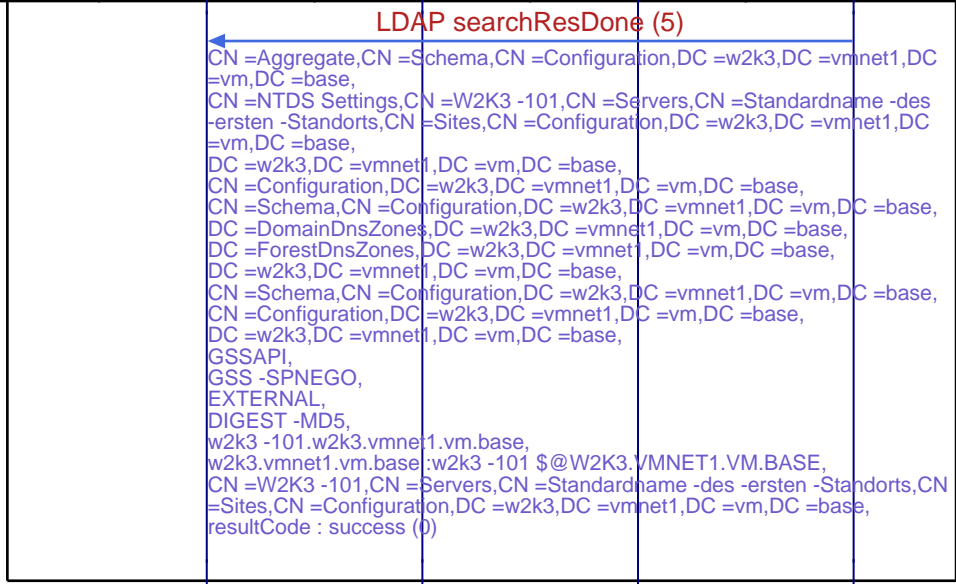 LDAP searchResDone (5)
CN =Aggregate,CN =Schema,CN =Configuration,DC =w2k3,DC =vmnet1,DC
=vm,DC =base,
CN =NTDS Settings,CN =W2K3 -101,CN =Servers,CN =Standardname -des
-ersten -Standorts,CN =Sites,CN =Configuration,DC =w2k3,DC =vmnet1,DC
=vm,DC =base,
DC =w2k3,DC =vmnet1,DC =vm,DC =base,
CN =Configuration,DC =w2k3,DC =vmnet1,DC =vm,DC =base,
CN =Schema,CN =Configuration,DC =w2k3,DC =vmnet1,DC =vm,DC =base,
DC =DomainDnsZones,DC =w2k3,DC =vmnet1,DC =vm,DC =base,
DC =ForestDnsZones,DC =w2k3,DC =vmnet1,DC =vm,DC =base,
DC =w2k3,DC =vmnet1,DC =vm,DC =base,
CN =Schema,CN =Configuration,DC =w2k3,DC =vmnet1,DC =vm,DC =base,
CN =Configuration,DC =w2k3,DC =vmnet1,DC =vm,DC =base,
DC =w2k3,DC =vmnet1,DC =vm,DC =base,
GSSAPI,
GSS -SPNEGO,
EXTERNAL,
DIGEST -MD5,
w2k3 -101.w2k3.vmnet1.vm.base,
w2k3.vmnet1.vm.base :w2k3 -101 $@W2K3.VMNET1.VM.BASE,
CN =W2K3 -101,CN =Servers,CN =Standardname -des -ersten -Standorts,CN
=Sites,CN =Configuration,DC =w2k3,DC =vmnet1,DC =vm,DC =base,
resultCode : success (0)